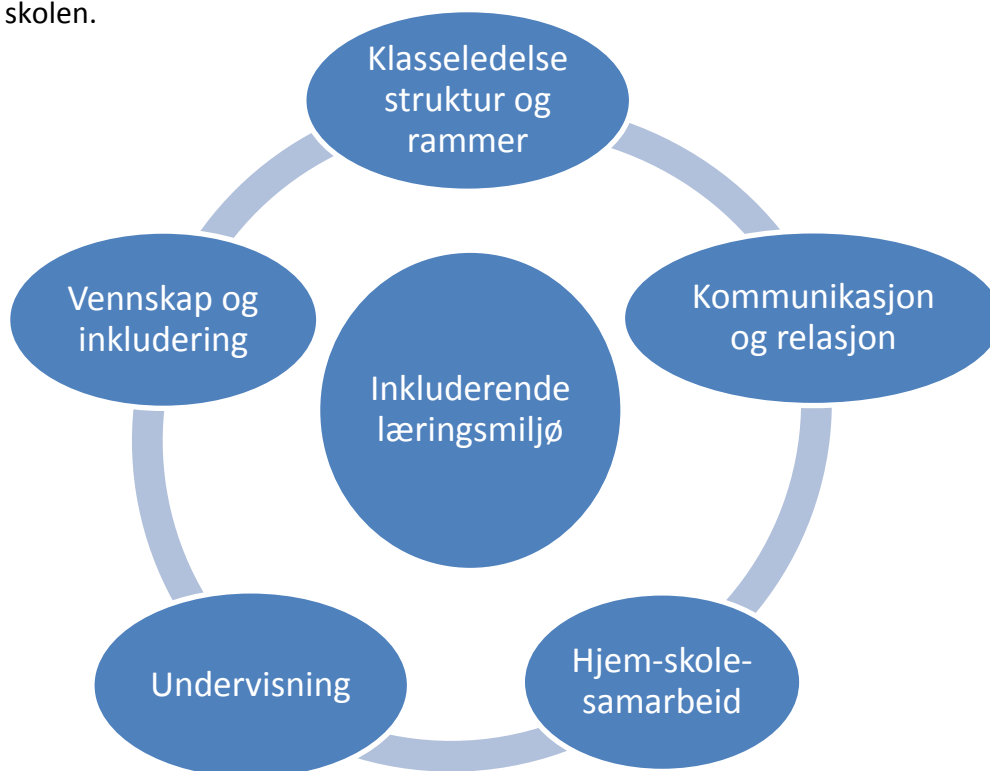 skolen.
Klasseledelse
struktur og
rammer
Kommunikasjon
og relasjon
Vennskap og
inkludering
Inkluderende
læringsmiljø
Hjem-skole-
samarbeid
Undervisning